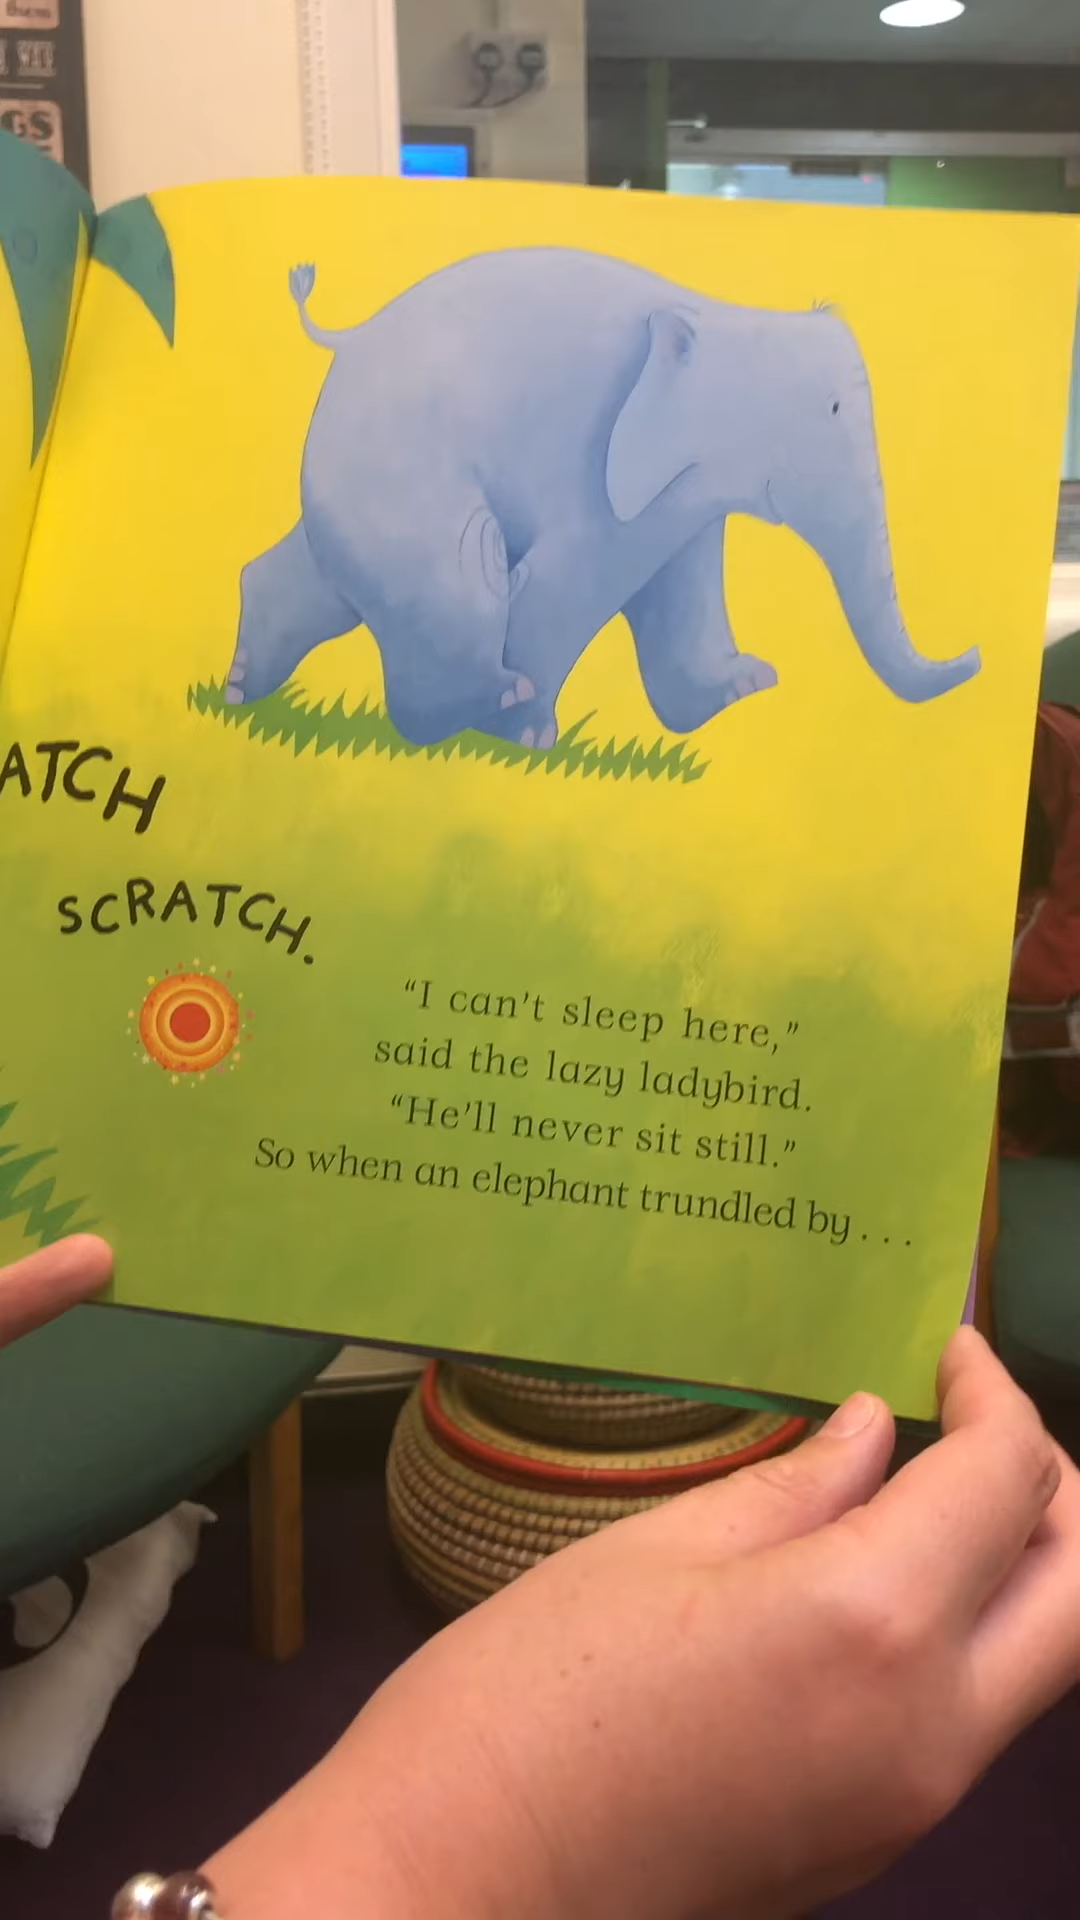 GS
ATCH
SCRATCH.
“I can’t sleep here,”
said the lazy ladybird.
“He’ll never sit still.”
So when an elephant trundled by . . .